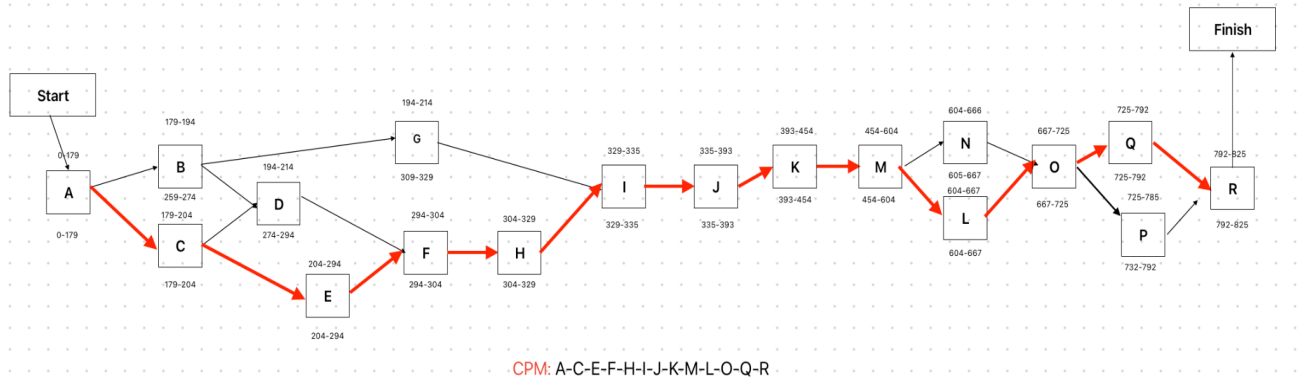 Finish
Start
0-179
A
0-179
179-194
B
259-274
179-204
C
179-204
194-214
D
274-294
204-294
E
204-294
194-214
G
309-329
294-304
F
294-304
304-329
H
304-329
329-335
I
329-335
335-393
J
335-393
393-454
K
393-454
454-604
M
454-604
604-666
N
605-667
604-667
L
604-667
667-725
O
667-725
725-792
Q
725-792
725-785
P
732-792
792-825
R
792-825
CPM: A-C-E-F-H-I-J-K-M-L-O-Q-R